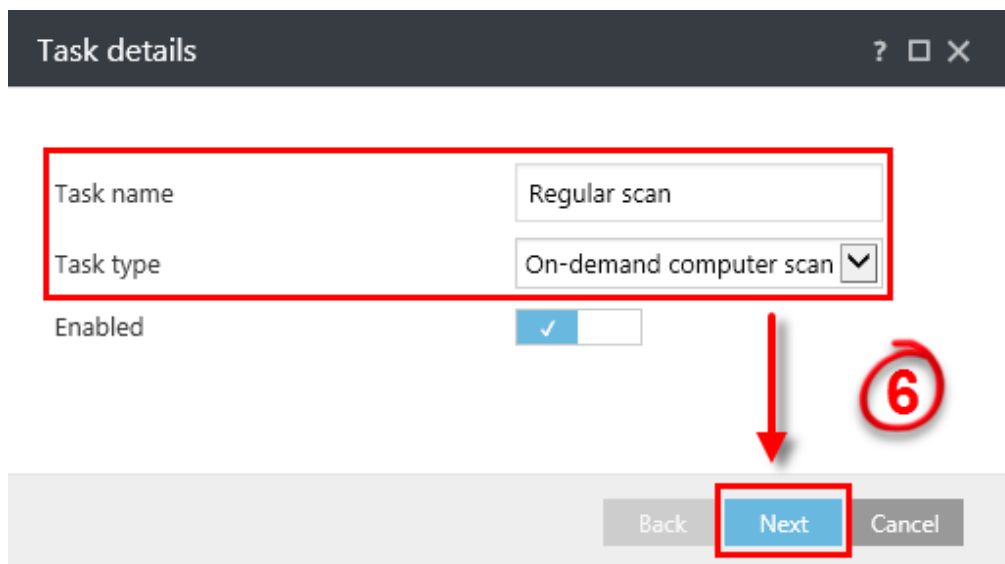 Task details ?
Task name Regular scan
Task type On-demand computer scan
Enabled
6
Back Next Cancel